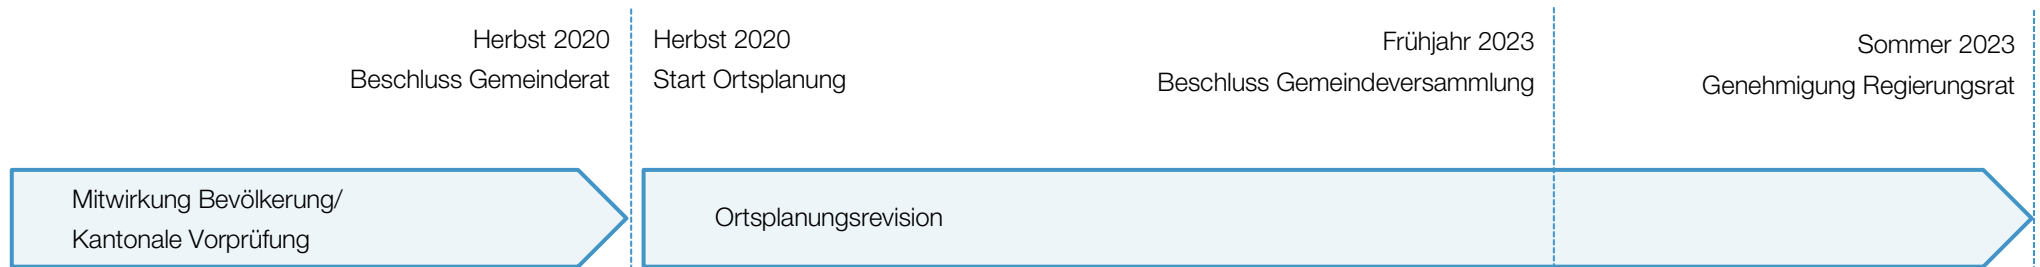 Herbst 2020
Beschluss Gemeinderat
Herbst 2020
Start Ortsplanung
Frühjahr 2023
Beschluss Gemeindeversammlung
Sommer 2023
Genehmigung Regierungsrat
Mitwirkung Bevölkerung/
Kantonale Vorprüfung
Ortsplanungsrevision